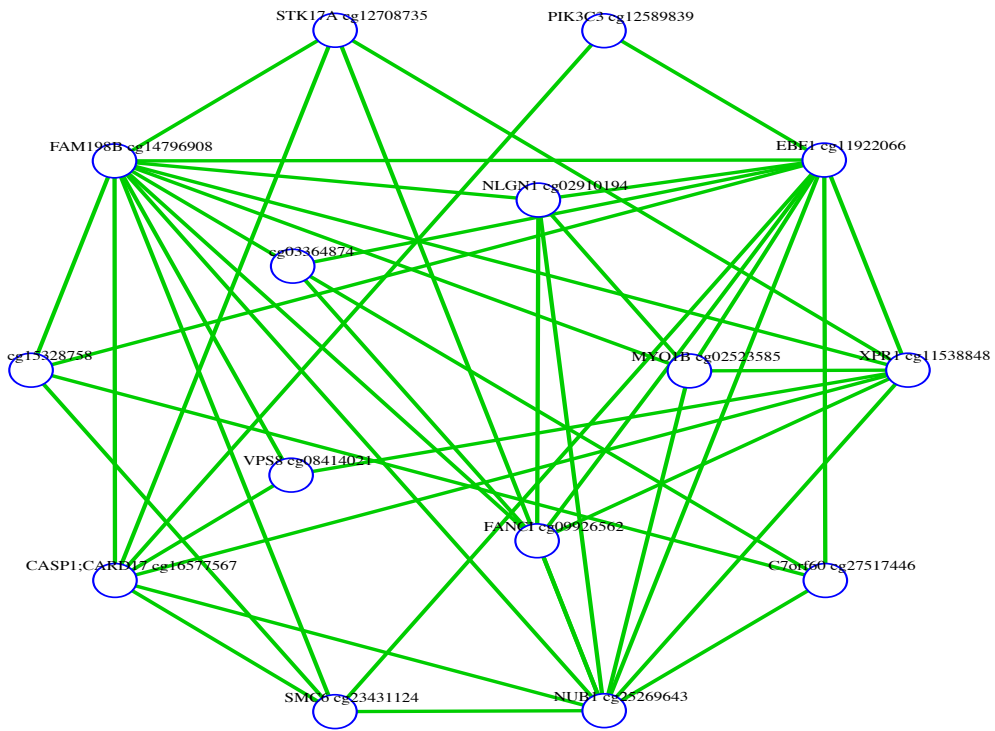 STK17A cg12708735
PIK3C3 cg12589839
FAM198B cg14796908
EBF1 cg11922066
NLGN1 cg02910194
cg03364874
cg15328758
MYO1B cg02523585
XPR1 cg11538848
VPS8 cg08414021
FANCI cg09926562
CASP1;CARD17 cg16577567
C7orf60 cg27517446
SMC6 cg23431124
NUB1 cg25269643